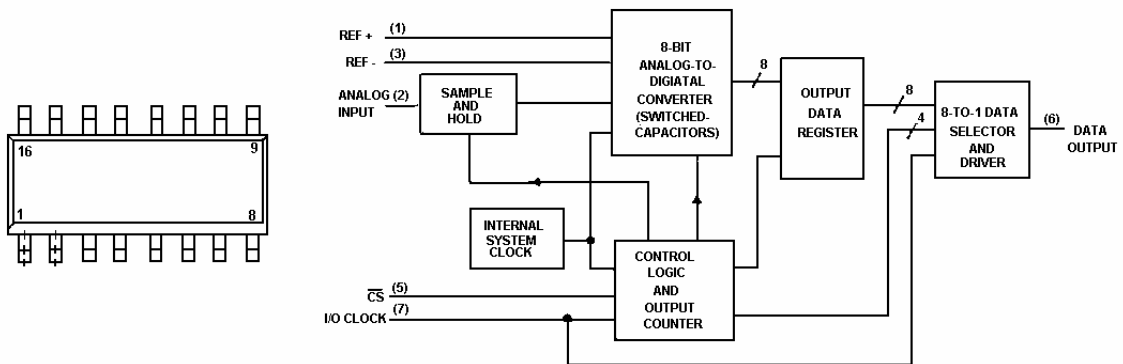 16
9
1
8
REF + (1)
REF - (3)
ANALOG (2)
INPUT
SAMPLE
AND
HOLD
8-BIT
ANALOG-TO-
DIGIATAL
CONVERTER
(SWITCHED-
CAPACITORS)
8
OUTPUT
DATA
REGISTER
8
4
8-TO-1 DATA
SELECTOR
AND
DRIVER
(6)
DATA
OUTPUT
INTERNAL
SYSTEM
CLOCK
CONTROL
LOGIC
AND
OUTPUT
COUNTER
CS (5)
I/O CLOCK (7)